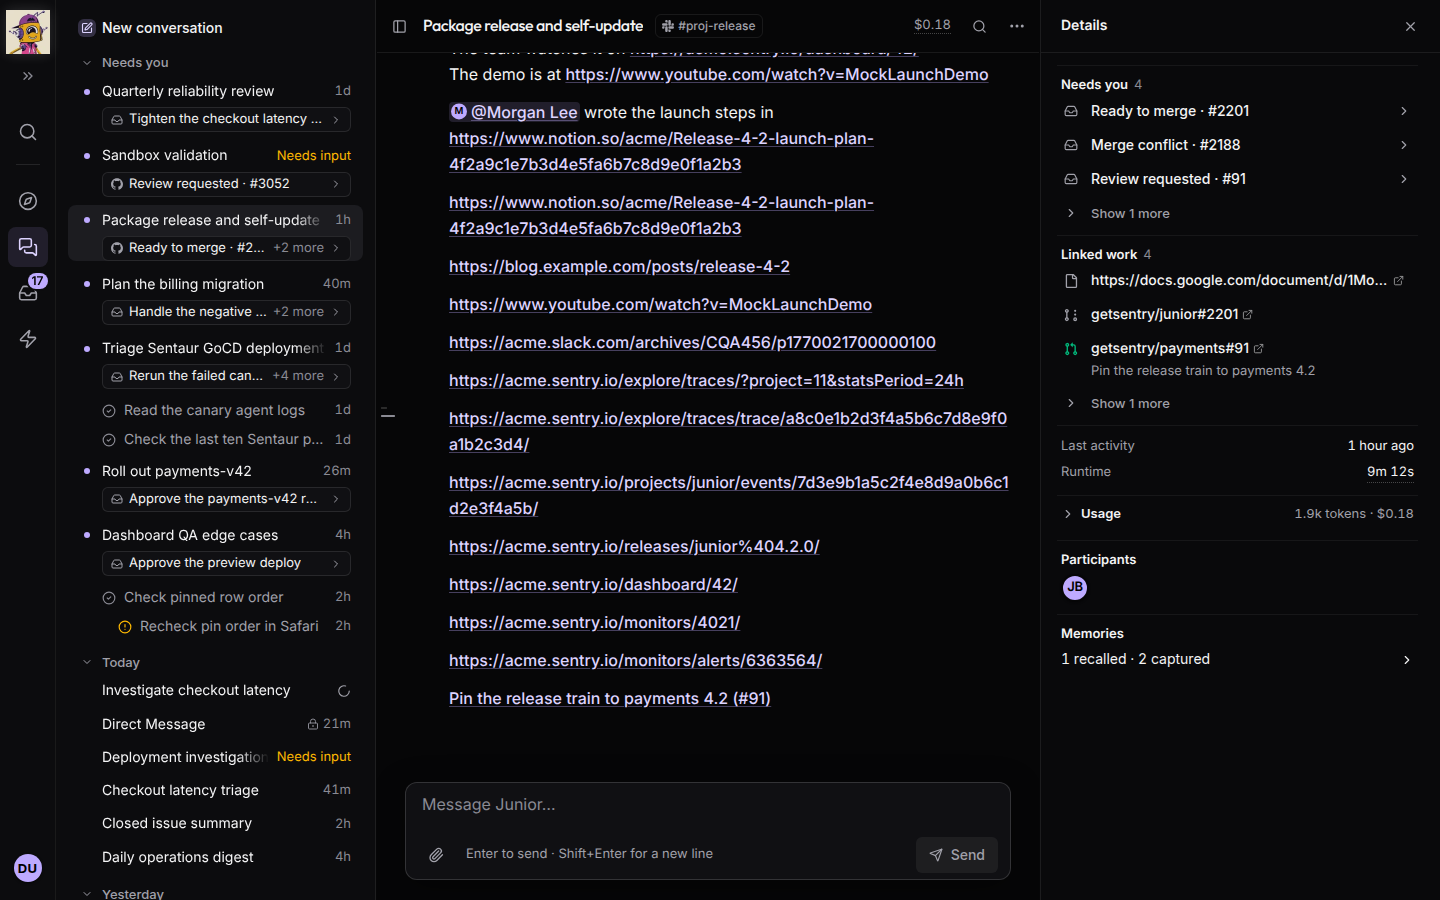 New conversation
Needs you
Quarterly reliability review 1d
Tighten the checkout latency ...
Sandbox validation Needs input
Review requested · #3052
Package release and self-update 1h
Ready to merge · #2... +2 more
Plan the billing migration 40m
Handle the negative ... +2 more
Triage Sentaur GoCD deployment 1d
Rerun the failed can... +4 more
Read the canary agent logs 1d
Check the last ten Sentaur p... 1d
Roll out payments-v42 26m
Approve the payments-v42 r...
Dashboard QA edge cases 4h
Approve the preview deploy
Check pinned row order 2h
Recheck pin order in Safari 2h
Today
Investigate checkout latency
Direct Message 21m
Deployment investigation Needs input
Checkout latency triage 41m
Closed issue summary 2h
Daily operations digest 4h
Yesterday
17
DU
Package release and self-update #proj-release $0.18
The demo is at https://www.youtube.com/watch?v=MockLaunchDemo
M @Morgan Lee wrote the launch steps in
https://www.notion.so/acme/Release-4-2-launch-plan-
4f2a9c1e7b3d4e5fa6b7c8d9e0f1a2b3
https://www.notion.so/acme/Release-4-2-launch-plan-
4f2a9c1e7b3d4e5fa6b7c8d9e0f1a2b3
https://blog.example.com/posts/release-4-2
https://www.youtube.com/watch?v=MockLaunchDemo
https://acme.slack.com/archives/CQA456/p1770021700000100
https://acme.sentry.io/explore/traces/?project=11&statsPeriod=24h
https://acme.sentry.io/explore/traces/trace/a8c0e1b2d3f4a5b6c7d8e9f0
a1b2c3d4/
https://acme.sentry.io/projects/junior/events/7d3e9b1a5c2f4e8d9a0b6c1
d2e3f4a5b/
https://acme.sentry.io/releases/junior%404.2.0/
https://acme.sentry.io/dashboard/42/
https://acme.sentry.io/monitors/4021/
https://acme.sentry.io/monitors/alerts/6363564/
Pin the release train to payments 4.2 (#91)
Message Junior...
Enter to send · Shift+Enter for a new line
Send
Details
Needs you 4
Ready to merge · #2201
Merge conflict · #2188
Review requested · #91
Show 1 more
Linked work 4
https://docs.google.com/document/d/1Mo...
getsentry/junior#2201
getsentry/payments#91
Pin the release train to payments 4.2
Show 1 more
Last activity 1 hour ago
Runtime 9m 12s
Usage 1.9k tokens · $0.18
Participants
JB
Memories
1 recalled · 2 captured